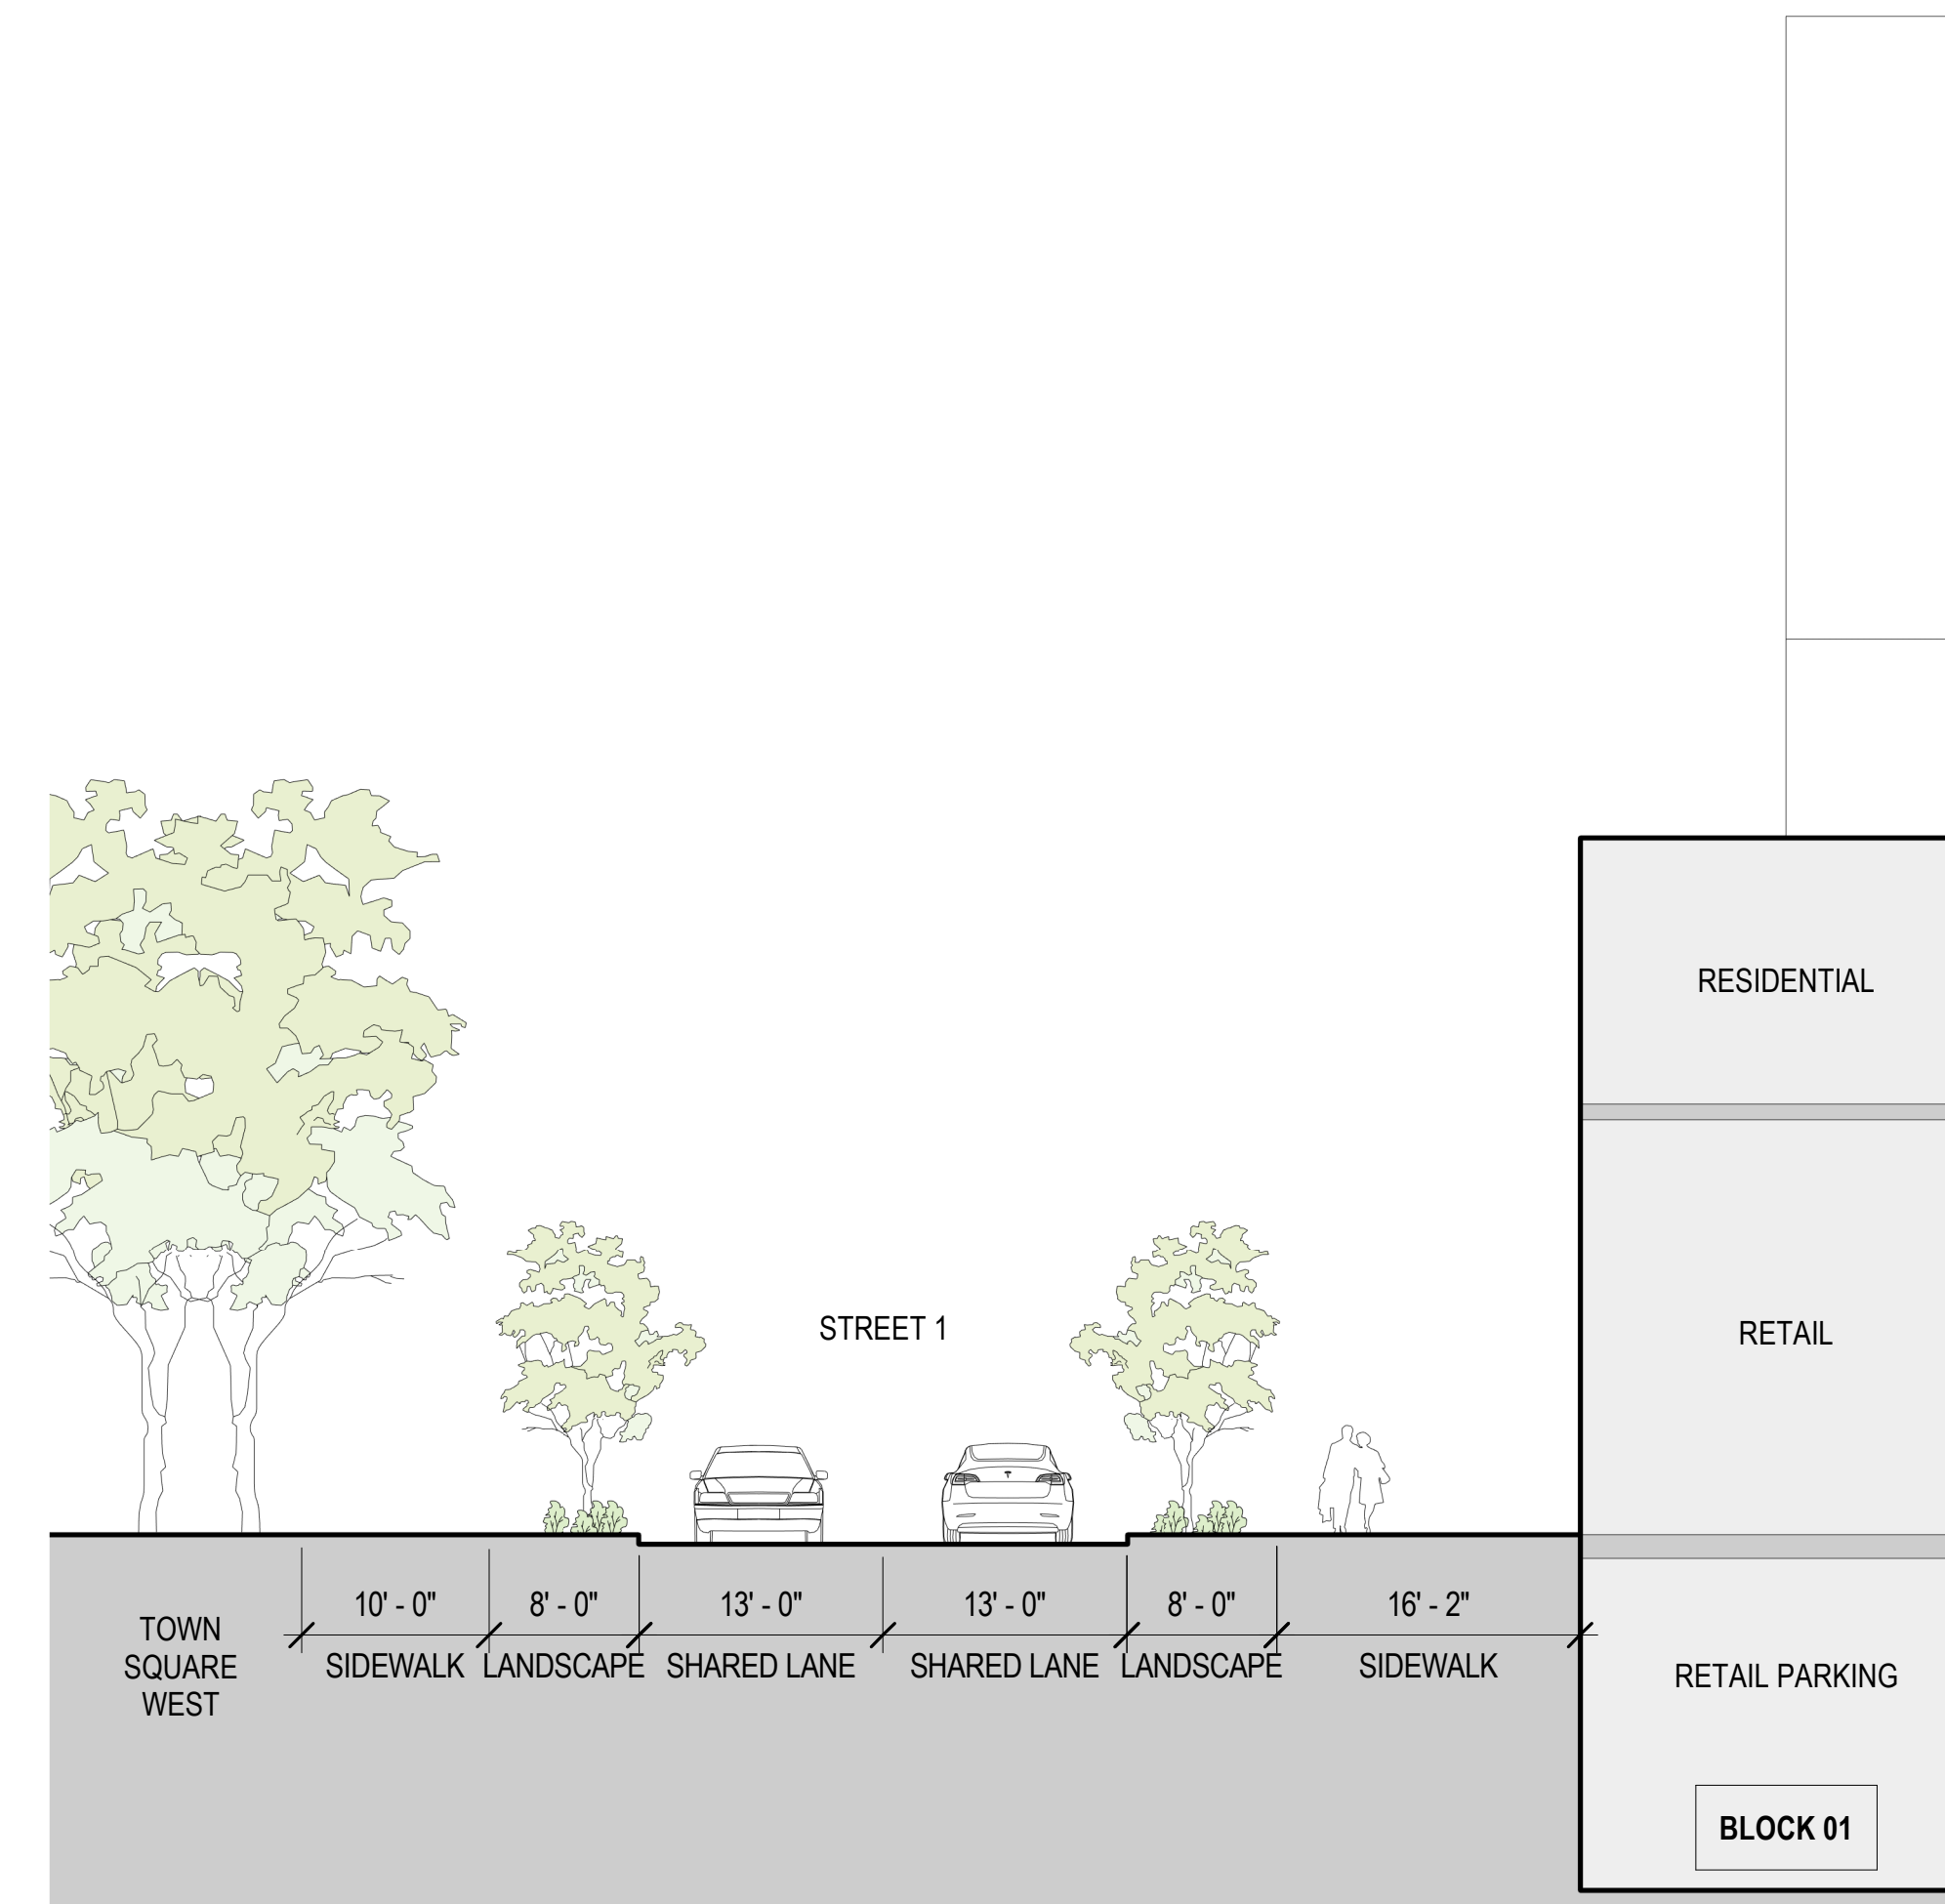 RESIDENTIAL
STREET 1
RETAIL
10' - 0" 8' - 0" 13' - 0" 13' - 0" 8' - 0" 16' - 2"
TOWN
SQUARE
WEST
SIDEWALK LANDSCAPE SHARED LANE SHARED LANE LANDSCAPE SIDEWALK
RETAIL PARKING
BLOCK 01